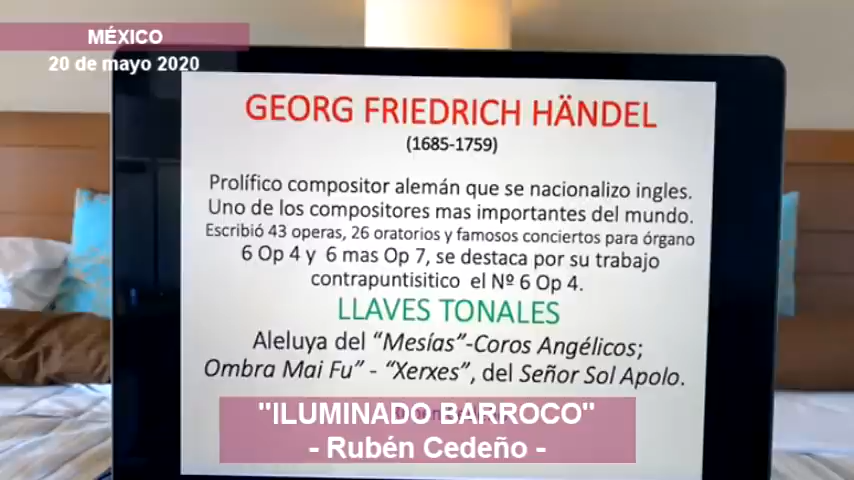 MÉXICO
20 de mayo 2020
GEORG FRIEDRICH HÄNDEL
(1685-1759)
Prolífico compositor alemán que se nacionalizo ingles.
Uno de los compositores mas importantes del mundo.
Escribió 43 operas, 26 oratorios y famosos conciertos para órgano
6 Op 4 y 6 mas Op 7, se destaca por su trabajo
contrapuntisitico el Nº 6 Op 4.
LLAVES TONALES
Aleluya del “Mesías”-Coros Angélicos;
Ombra Mai Fu” - “Xerxes”, del Señor Sol Apolo.
"ILUMINADO BARROCO"
- Rubén Cedeño -